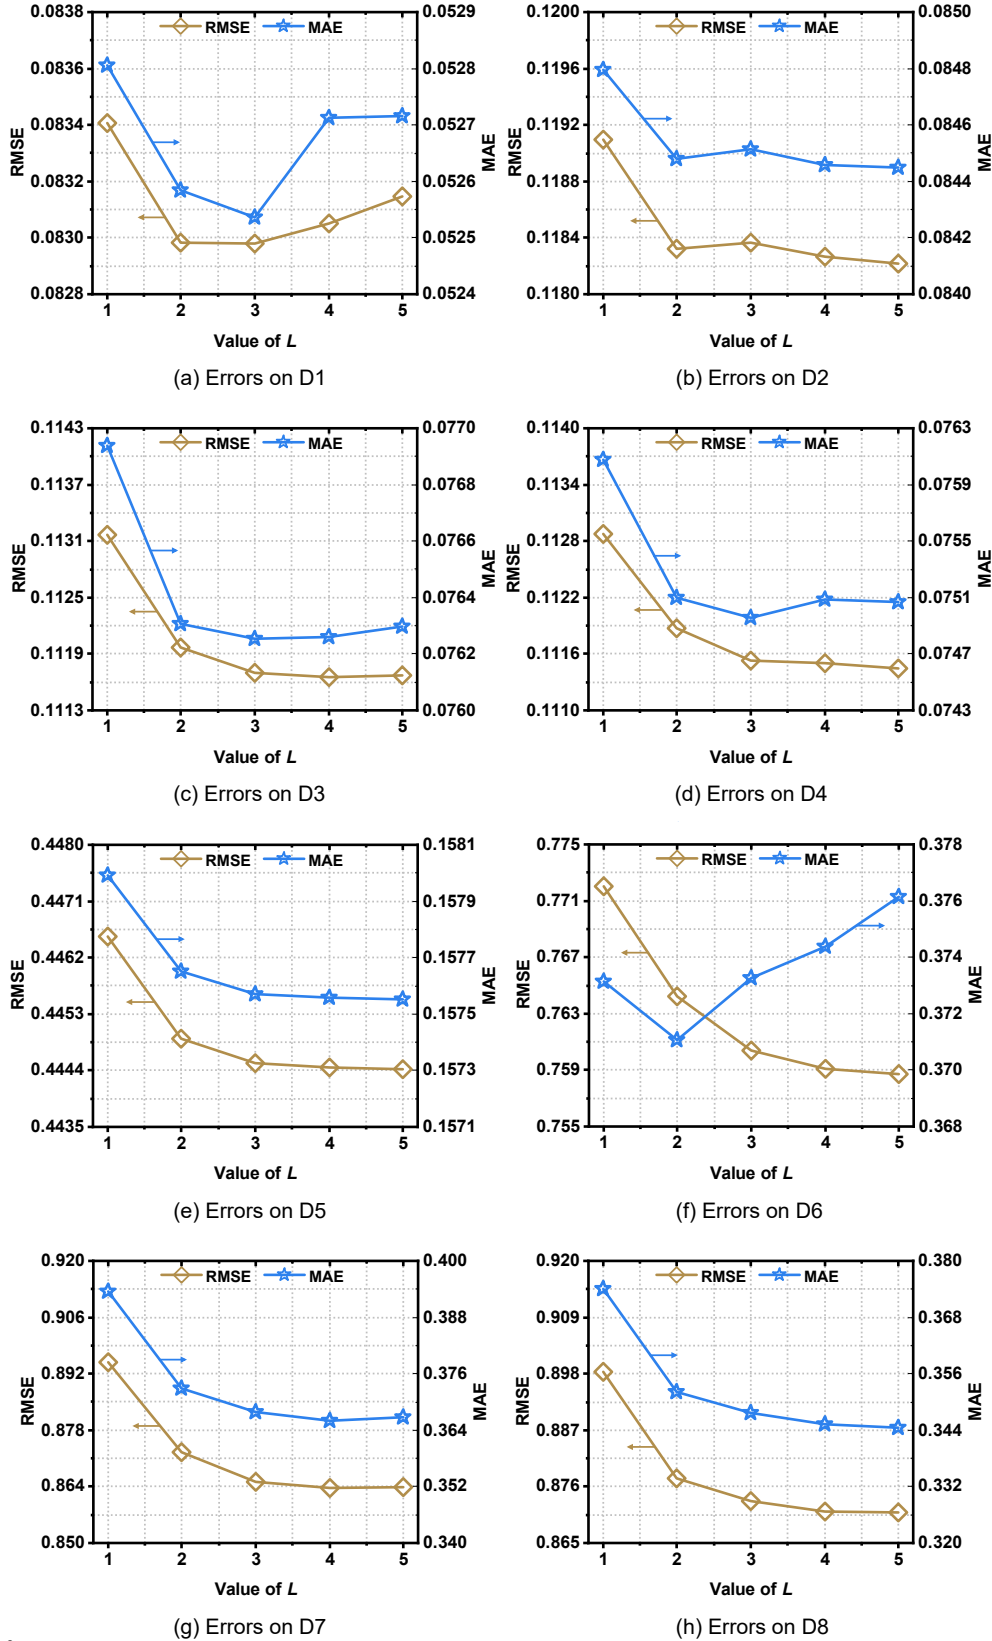 RMSE MAE
0.0838 0.0529
0.0836 0.0528
0.0834 0.0527
0.0832 0.0526
0.0830 0.0525
0.0828 0.0524
RMSE MAE
1 2 3 4 5
Value of L
(a) Errors on D1
RMSE MAE
0.1200 0.0850
0.1196 0.0848
0.1192 0.0846
0.1188 0.0844
0.1184 0.0842
0.1180 0.0840
RMSE MAE
1 2 3 4 5
Value of L
(b) Errors on D2
RMSE MAE
0.1143 0.0770
0.1137 0.0768
0.1131 0.0766
0.1125 0.0764
0.1119 0.0762
0.1113 0.0760
RMSE MAE
1 2 3 4 5
Value of L
(c) Errors on D3
RMSE MAE
0.1140 0.0763
0.1134 0.0759
0.1128 0.0755
0.1122 0.0751
0.1116 0.0747
0.1110 0.0743
RMSE MAE
1 2 3 4 5
Value of L
(d) Errors on D4
RMSE MAE
0.4480 0.1581
0.4471 0.1579
0.4462 0.1577
0.4453 0.1575
0.4444 0.1573
0.4435 0.1571
RMSE MAE
1 2 3 4 5
Value of L
(e) Errors on D5
RMSE MAE
0.775 0.378
0.771 0.376
0.767 0.374
0.763 0.372
0.759 0.370
0.755 0.368
RMSE MAE
1 2 3 4 5
Value of L
(f) Errors on D6
RMSE MAE
0.920 0.400
0.906 0.388
0.892 0.376
0.878 0.364
0.864 0.352
0.850 0.340
RMSE MAE
1 2 3 4 5
Value of L
(g) Errors on D7
RMSE MAE
0.920 0.380
0.909 0.368
0.898 0.356
0.887 0.344
0.876 0.332
0.865 0.320
RMSE MAE
1 2 3 4 5
Value of L
(h) Errors on D8